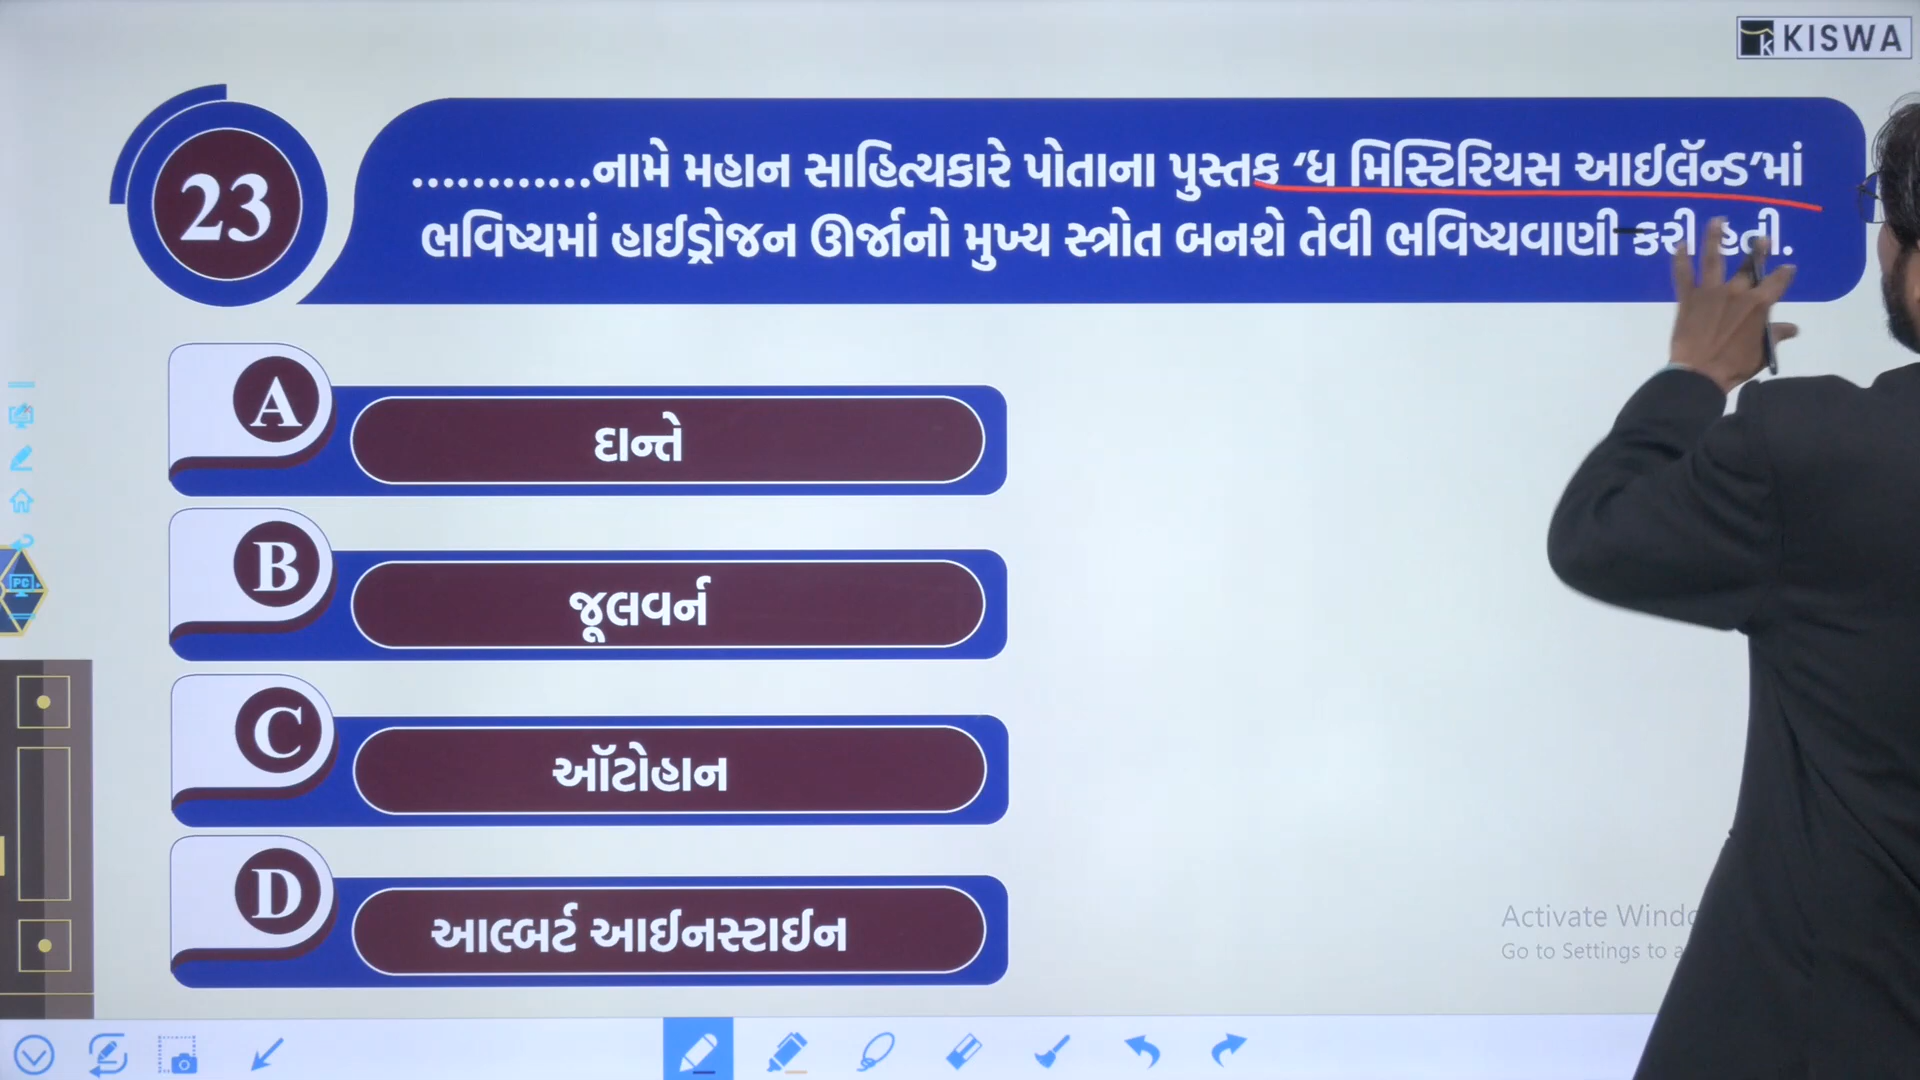 KISWA
23
............નામે મહાન સાહિત્યકારે પોતાના પુસ્તક ‘ધ મિસ્ટિરિયસ આઈલૅન્ડ’માં
ભવિષ્યમાં હાઈડ્રોજન ઊર્જાનો મુખ્ય સ્ત્રોત બનશે તેવી ભવિષ્યવાણી કરી હતી.
A
દાન્તે
B
જૂલવર્ન
C
ઑટોહાન
D
આલ્બર્ટ આઈનસ્ટાઈન
PC
Activate
Go to Settings to